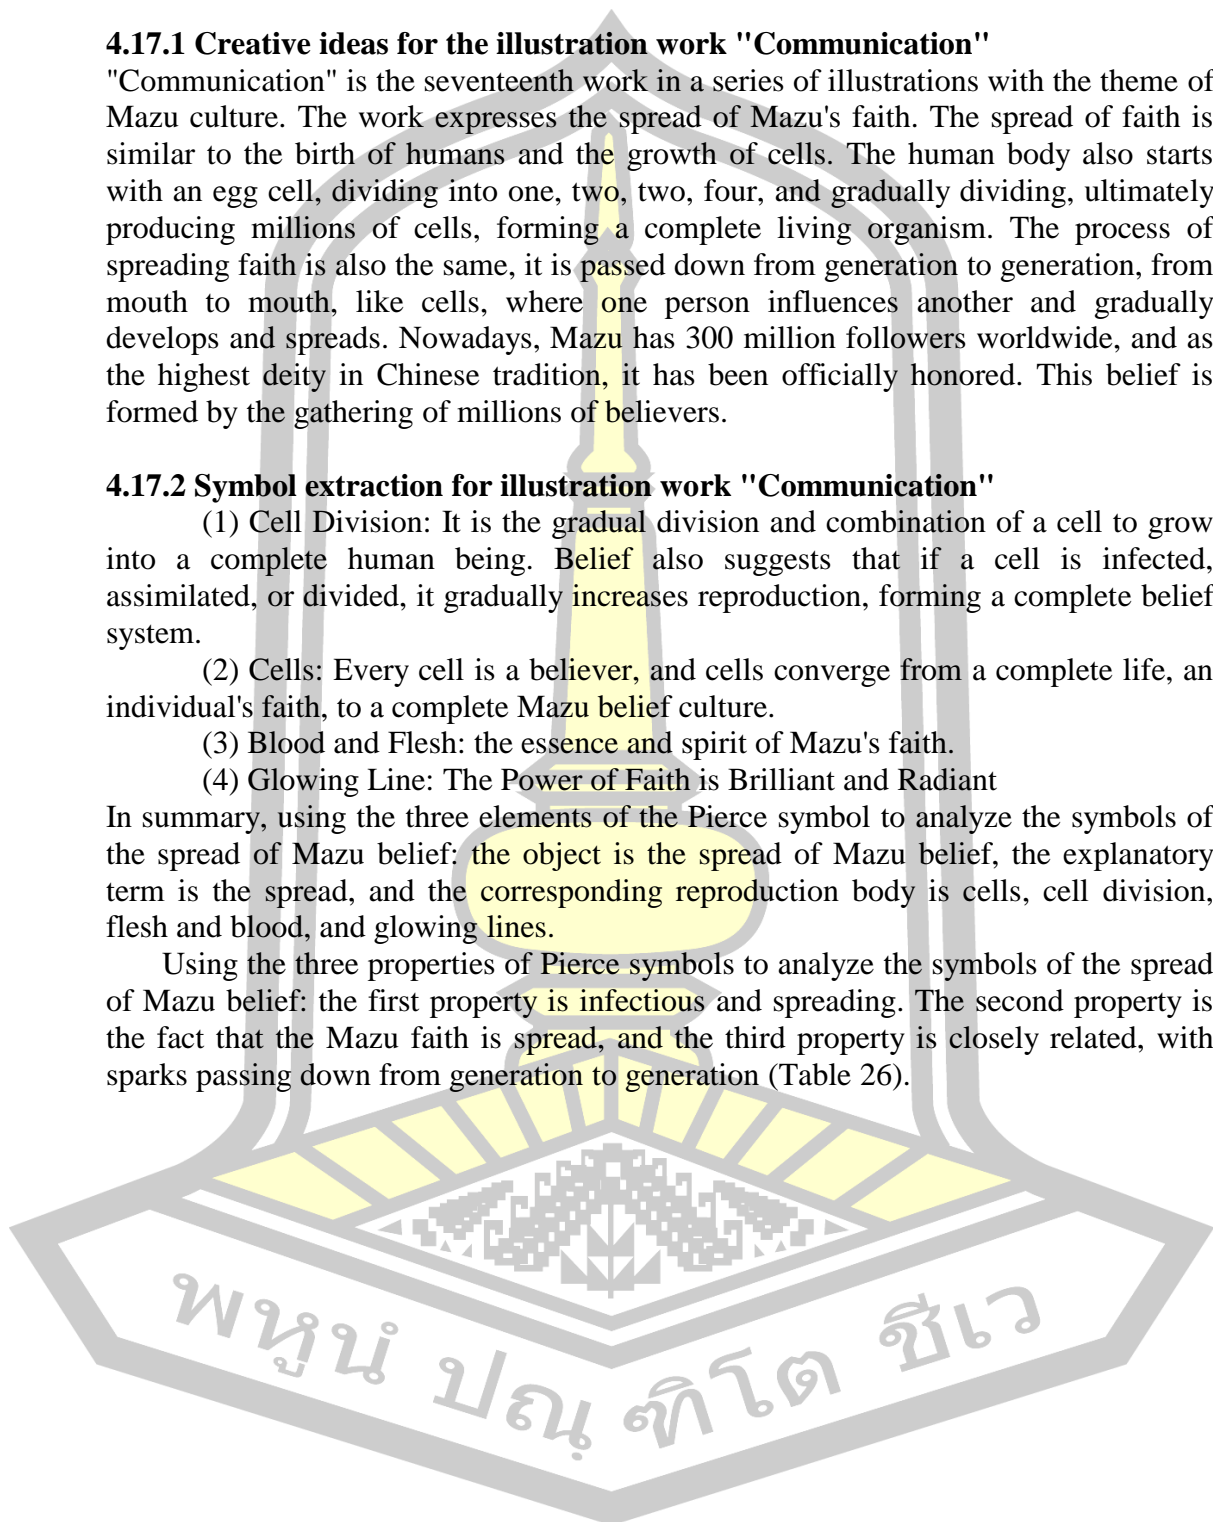 4.17.1 Creative ideas for the illustration work "Communication"
"Communication" is the seventeenth work in a series of illustrations with the theme of
Mazu culture. The work expresses the spread of Mazu's faith. The spread of faith is
similar to the birth of humans and the growth of cells. The human body also starts
with an egg cell, dividing into one, two, two, four, and gradually dividing, ultimately
producing millions of cells, forming a complete living organism. The process of
spreading faith is also the same, it is passed down from generation to generation, from
mouth to mouth, like cells, where one person influences another and gradually
develops and spreads. Nowadays, Mazu has 300 million followers worldwide, and as
the highest deity in Chinese tradition, it has been officially honored. This belief is
formed by the gathering of millions of believers.
4.17.2 Symbol extraction for illustration work "Communication"
(1) Cell Division: It is the gradual division and combination of a cell to grow
into a complete human being. Belief also suggests that if a cell is infected,
assimilated, or divided, it gradually increases reproduction, forming a complete belief
system.
(2) Cells: Every cell is a believer, and cells converge from a complete life, an
individual's faith, to a complete Mazu belief culture.
(3) Blood and Flesh: the essence and spirit of Mazu's faith.
(4) Glowing Line: The Power of Faith is Brilliant and Radiant
In summary, using the three elements of the Pierce symbol to analyze the symbols of
the spread of Mazu belief: the object is the spread of Mazu belief, the explanatory
term is the spread, and the corresponding reproduction body is cells, cell division,
flesh and blood, and glowing lines.
Using the three properties of Pierce symbols to analyze the symbols of the spread
of Mazu belief: the first property is infectious and spreading. The second property is
the fact that the Mazu faith is spread, and the third property is closely related, with
sparks passing down from generation to generation (Table 26).
พหูนํ ปณฺฑิโต ชีเว